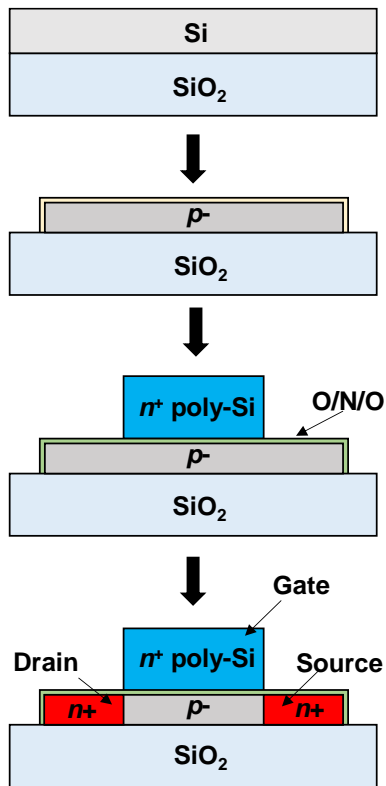 Si
SiO₂
p-
SiO₂
n⁺ poly-Si
O/N/O
p-
SiO₂
Gate
n⁺ poly-Si
Drain
Source
n+
p-
n+
SiO₂